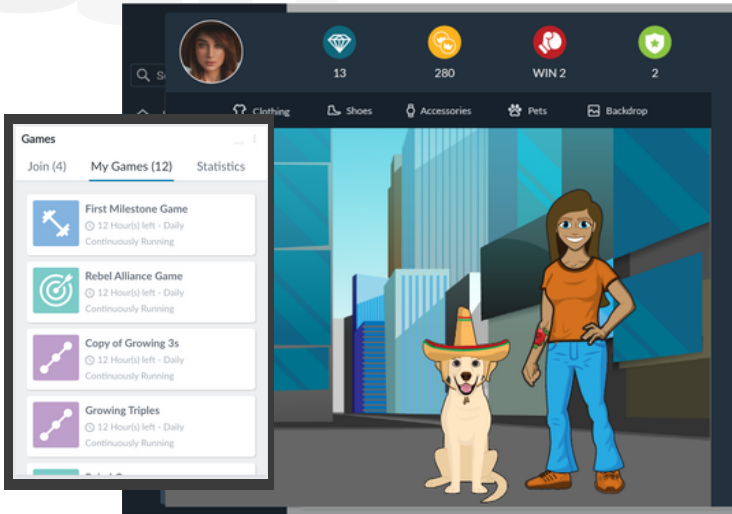 13
280
WIN 2
2
Clothing
Shoes
Accessories
Pets
Backdrop
Games
Join (4)
My Games (12)
Statistics
First Milestone Game
12 Hour(s) left - Daily
Continuously Running
Rebel Alliance Game
12 Hour(s) left - Daily
Continuously Running
Copy of Growing 3s
12 Hour(s) left - Daily
Continuously Running
Growing Triples
12 Hour(s) left - Daily
Continuously Running